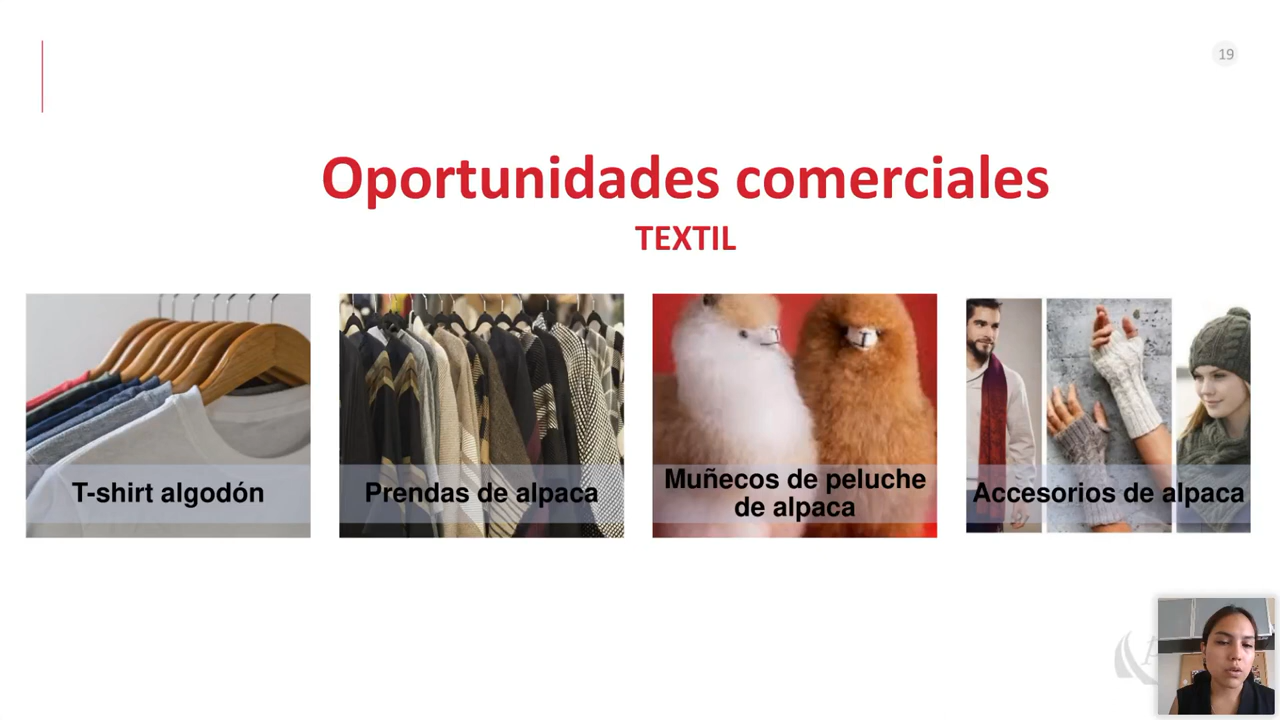 19
Oportunidades comerciales
TEXTIL
T-shirt algodón
Prendas de alpaca
Muñecos de peluche
de alpaca
Accesorios de alpaca